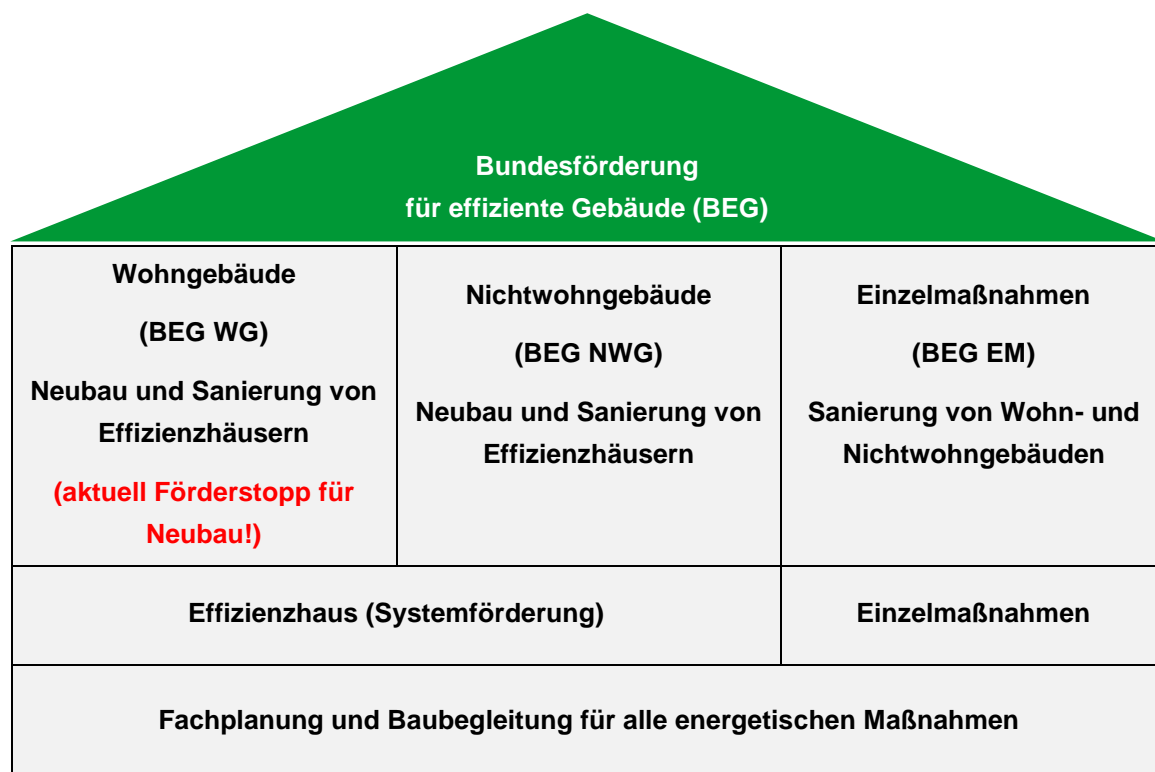 Bundesförderung
für effiziente Gebäude (BEG)
Wohngebäude
(BEG WG)
Neubau und Sanierung von
Effizienzhäusern
(aktuell Förderstopp für
Neubau!)
Nichtwohngebäude
(BEG NWG)
Neubau und Sanierung von
Effizienzhäusern
Einzelmaßnahmen
(BEG EM)
Sanierung von Wohn- und
Nichtwohngebäuden
Effizienzhaus (Systemförderung)
Einzelmaßnahmen
Fachplanung und Baubegleitung für alle energetischen Maßnahmen